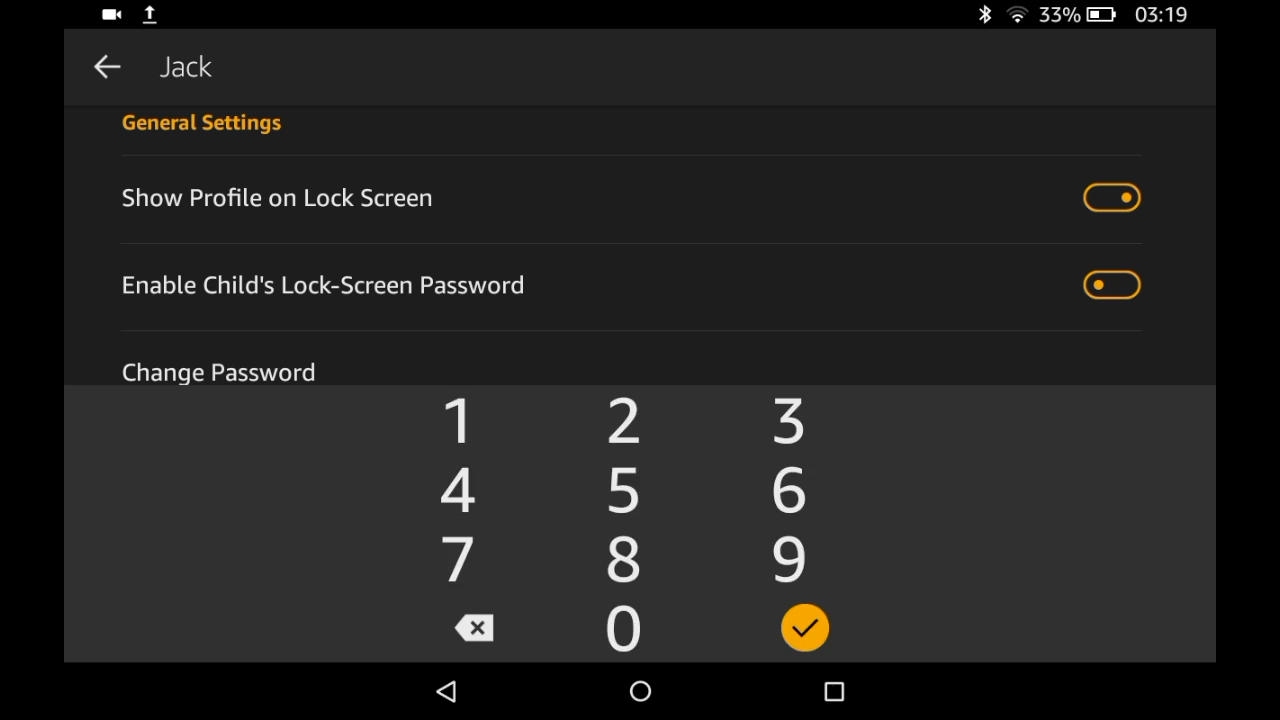 33% 03:19
Jack
General Settings
Show Profile on Lock Screen
Enable Child's Lock-Screen Password
Change Password
1 2 3
4 5 6
7 8 9
0